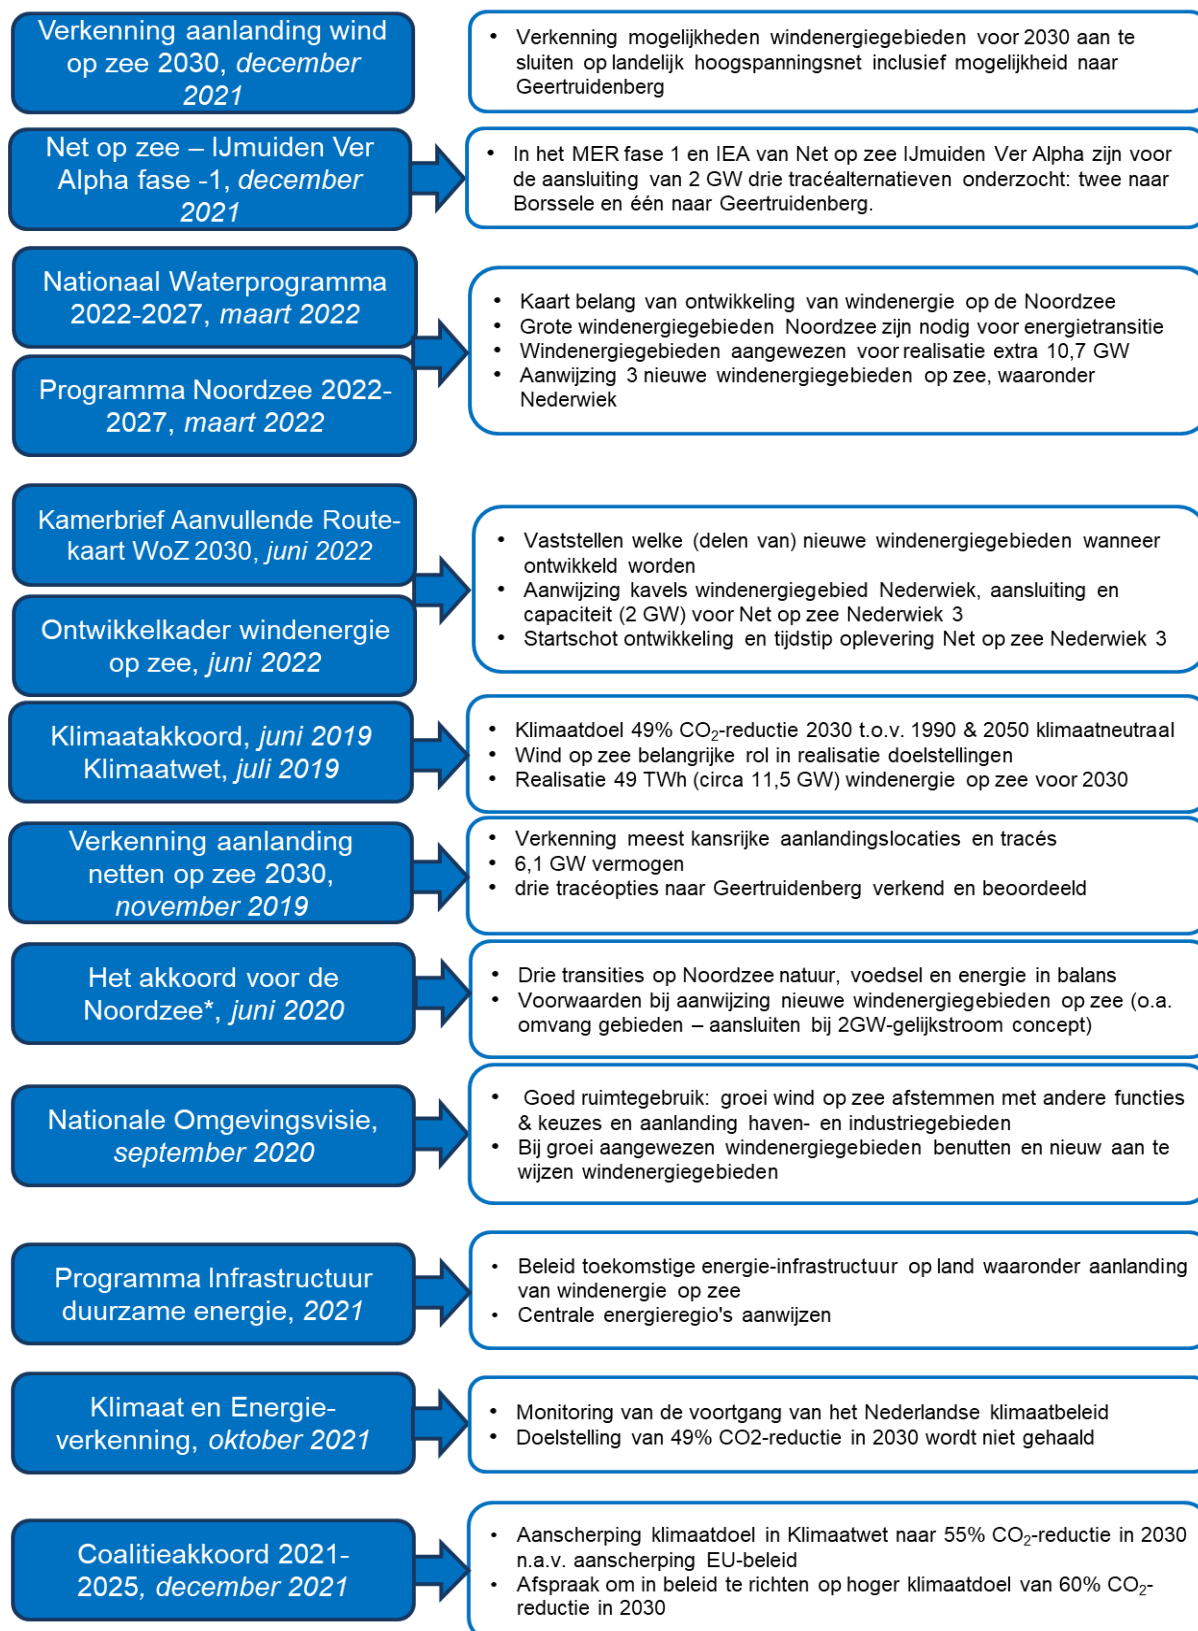 Verkenning aanlanding wind
op zee 2030, december
2021
• Verkenning mogelijkheden windenergiegebieden voor 2030 aan te
sluiten op landelijk hoogspanningsnet inclusief mogelijkheid naar
Geertruidenberg
Net op zee – IJmuiden Ver
Alpha fase -1, december
2021
• In het MER fase 1 en IEA van Net op zee IJmuiden Ver Alpha zijn voor
de aansluiting van 2 GW drie tracéalternatieven onderzocht: twee naar
Borssele en één naar Geertruidenberg.
Nationaal Waterprogramma
2022-2027, maart 2022
Programma Noordzee 2022-
2027, maart 2022
• Kaart belang van ontwikkeling van windenergie op de Noordzee
• Grote windenergiegebieden Noordzee zijn nodig voor energietransitie
• Windenergiegebieden aangewezen voor realisatie extra 10,7 GW
• Aanwijzing 3 nieuwe windenergiegebieden op zee, waaronder
Nederwiek
Kamerbrief Aanvullende Route-
kaart WoZ 2030, juni 2022
Ontwikkelkader windenergie
op zee, juni 2022
• Vaststellen welke (delen van) nieuwe windenergiegebieden wanneer
ontwikkeld worden
• Aanwijzing kavels windenergiegebied Nederwiek, aansluiting en
capaciteit (2 GW) voor Net op zee Nederwiek 3
• Startschot ontwikkeling en tijdstip oplevering Net op zee Nederwiek 3
Klimaatakkoord, juni 2019
Klimaatwet, juli 2019
• Klimaatdoel 49% CO₂-reductie 2030 t.o.v. 1990 & 2050 klimaatneutraal
• Wind op zee belangrijke rol in realisatie doelstellingen
• Realisatie 49 TWh (circa 11,5 GW) windenergie op zee voor 2030
Verkenning aanlanding
netten op zee 2030,
november 2019
• Verkenning meest kansrijke aanlandingslocaties en tracés
• 6,1 GW vermogen
• drie tracéopties naar Geertruidenberg verkend en beoordeeld
Het akkoord voor de
Noordzee*, juni 2020
• Drie transities op Noordzee natuur, voedsel en energie in balans
• Voorwaarden bij aanwijzing nieuwe windenergiegebieden op zee (o.a.
omvang gebieden – aansluiten bij 2GW-gelijkstroom concept)
Nationale Omgevingsvisie,
september 2020
• Goed ruimtegebruik: groei wind op zee afstemmen met andere functies
& keuzes en aanlanding haven- en industriegebieden
• Bij groei aangewezen windenergiegebieden benutten en nieuw aan te
wijzen windenergiegebieden
Programma Infrastructuur
duurzame energie, 2021
• Beleid toekomstige energie-infrastructuur op land waaronder aanlanding
van windenergie op zee
• Centrale energieregio's aanwijzen
Klimaat en Energie-
verkenning, oktober 2021
• Monitoring van de voortgang van het Nederlandse klimaatbeleid
• Doelstelling van 49% CO2-reductie in 2030 wordt niet gehaald
Coalitieakkoord 2021-
2025, december 2021
• Aanscherping klimaatdoel in Klimaatwet naar 55% CO₂-reductie in 2030
n.a.v. aanscherping EU-beleid
• Afspraak om in beleid te richten op hoger klimaatdoel van 60% CO₂-
reductie in 2030